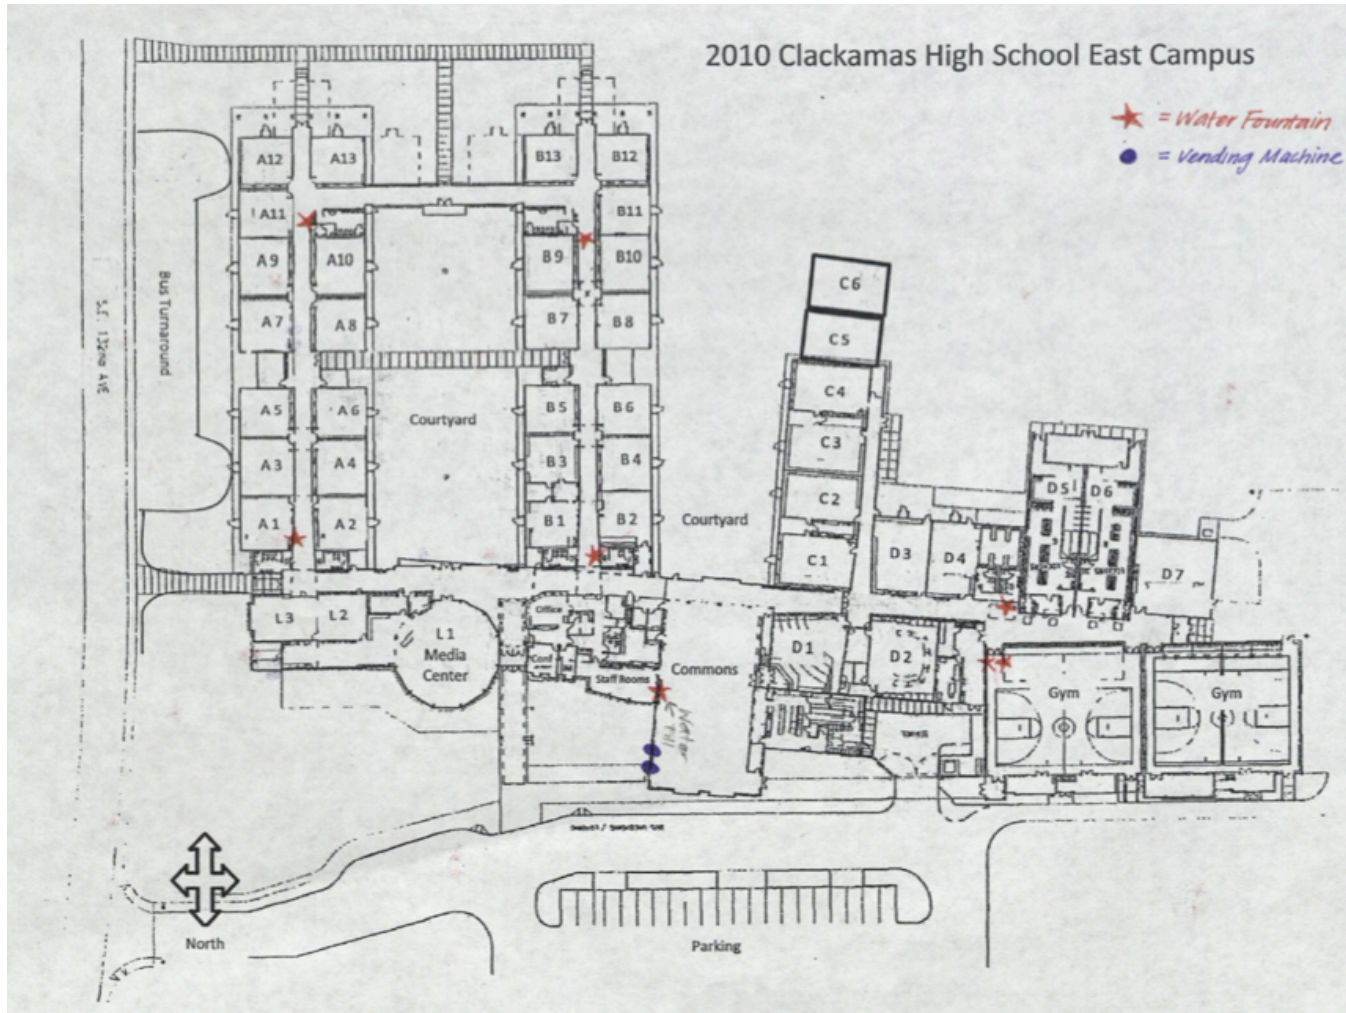 2010 Clackamas High School East Campus
= Water Fountain
= Vending Machine
A12
A13
B13
B12
A11
B11
A9
A10
B9
B10
C6
Bus Turnaround
A7
A8
B7
B8
C5
C4
A5
A6
Courtyard
B5
B6
C3
A3
A4
B3
B4
C2
D5
D6
A1
A2
B1
B2
Courtyard
C1
D3
D4
D7
L3
L2
L1
Media
Center
Office
Conf
Staff Rooms
Commons
D1
D2
Gym
Gym
Water
North
Parking